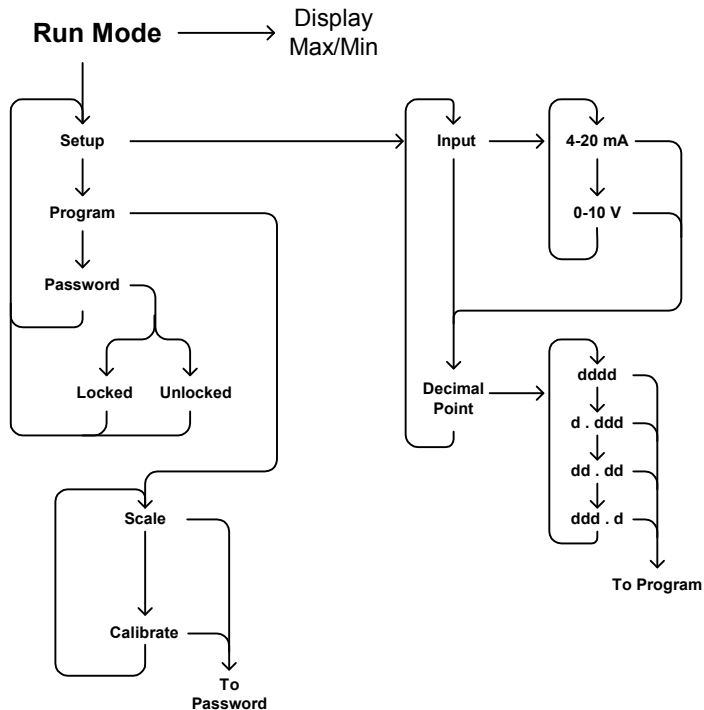 Run Mode
Display
Max/Min
Setup
Program
Password
Locked
Unlocked
Scale
Calibrate
To
Password
Input
4-20 mA
0-10 V
Decimal
Point
dddd
d . ddd
dd . dd
ddd . d
To Program